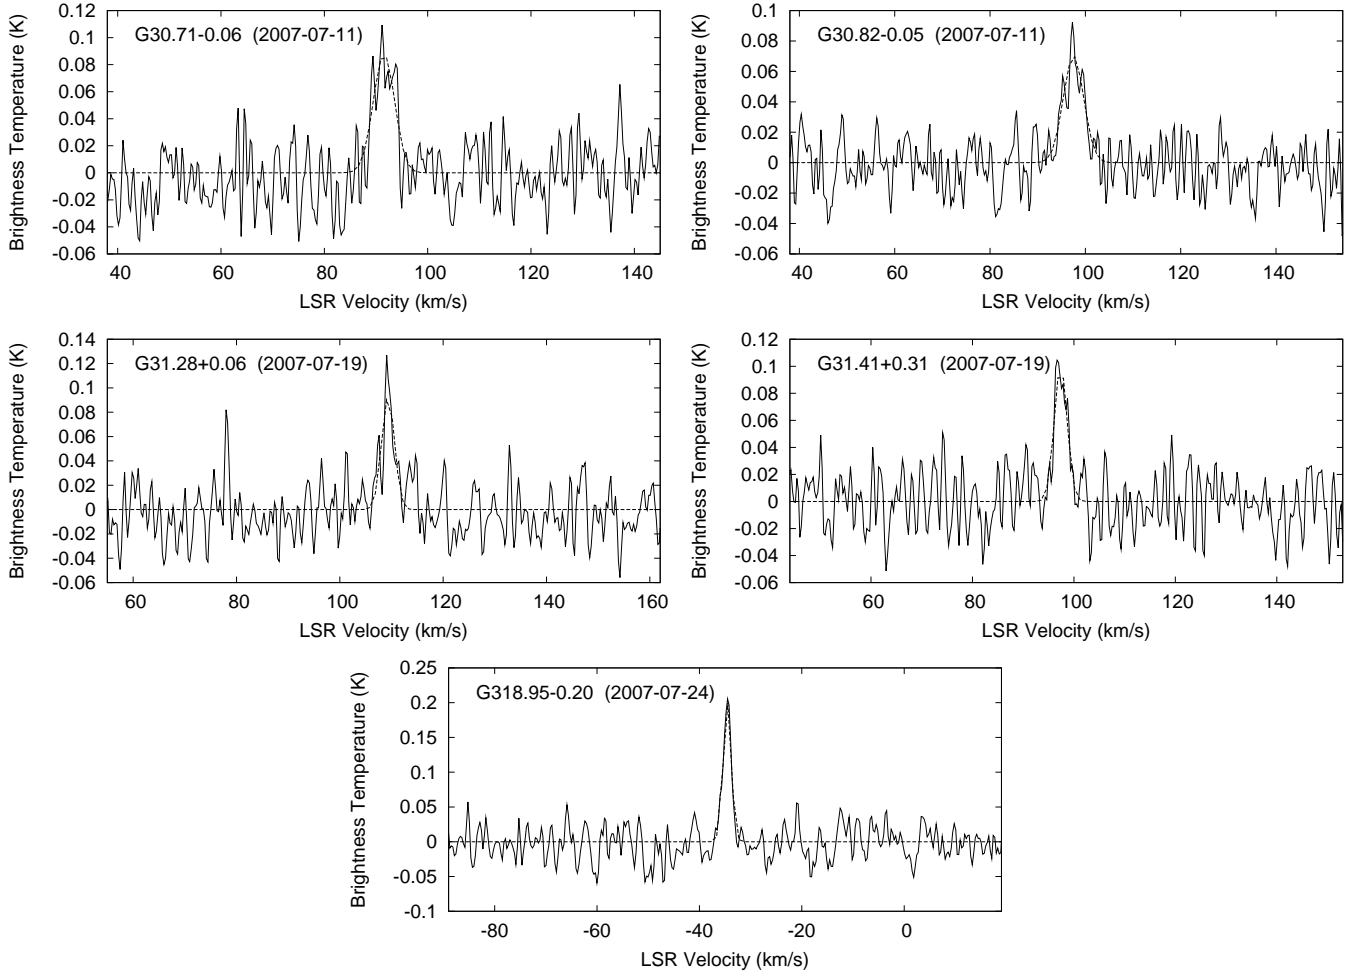 Brightness Temperature (K)
0.12
0.1
0.08
0.06
0.04
0.02
0
-0.02
-0.04
-0.06
G30.71-0.06 (2007-07-11)
40 60 80 100 120 140
LSR Velocity (km/s)
Brightness Temperature (K)
0.1
0.08
0.06
0.04
0.02
0
-0.02
-0.04
-0.06
G30.82-0.05 (2007-07-11)
40 60 80 100 120 140
LSR Velocity (km/s)
Brightness Temperature (K)
0.14
0.12
0.1
0.08
0.06
0.04
0.02
0
-0.02
-0.04
-0.06
G31.28+0.06 (2007-07-19)
60 80 100 120 140 160
LSR Velocity (km/s)
Brightness Temperature (K)
0.12
0.1
0.08
0.06
0.04
0.02
0
-0.02
-0.04
-0.06
G31.41+0.31 (2007-07-19)
60 80 100 120 140
LSR Velocity (km/s)
Brightness Temperature (K)
0.25
0.2
0.15
0.1
0.05
0
-0.05
-0.1
G318.95-0.20 (2007-07-24)
-80 -60 -40 -20 0
LSR Velocity (km/s)